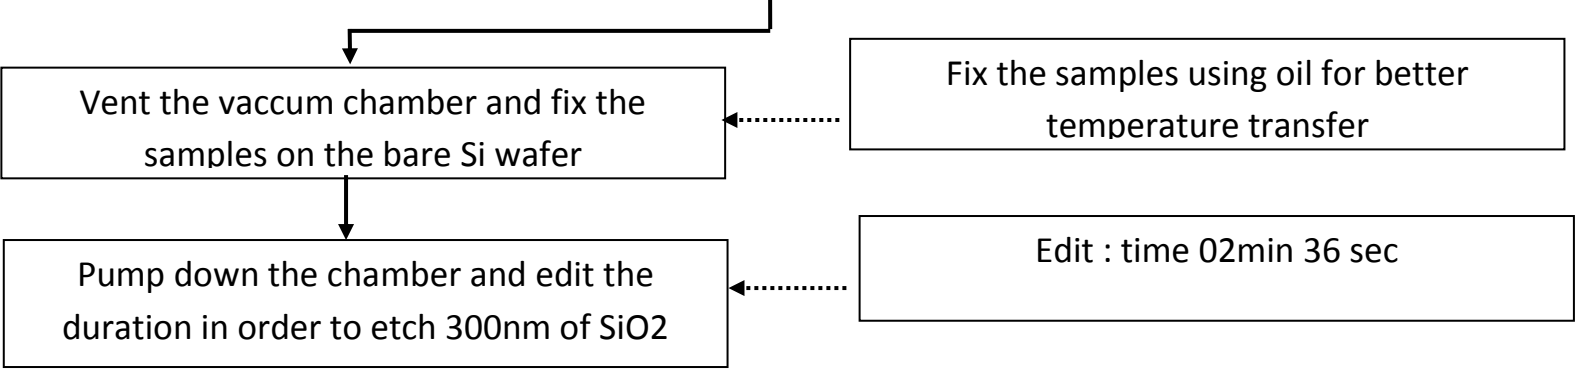 Vent the vaccum chamber and fix the
samples on the bare Si wafer
Fix the samples using oil for better
temperature transfer
Pump down the chamber and edit the
duration in order to etch 300nm of SiO2
Edit : time 02min 36 sec